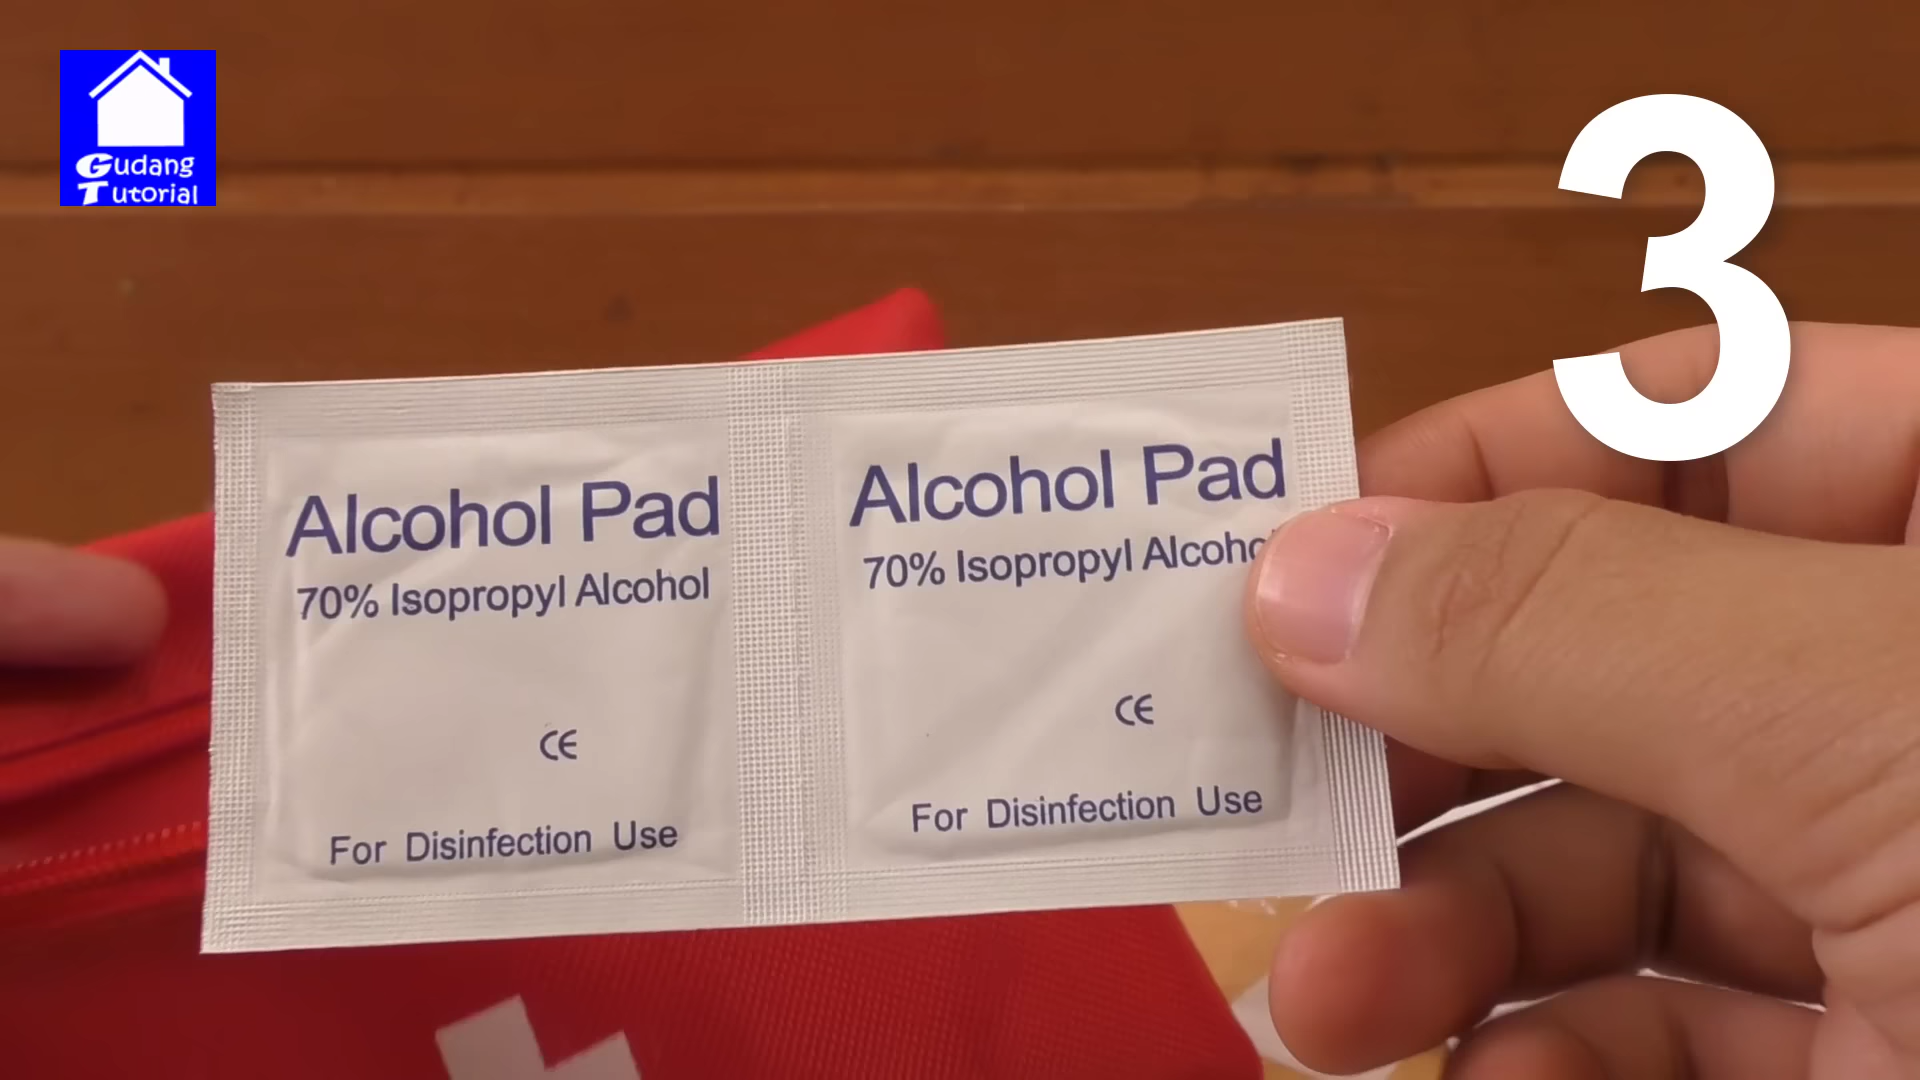 Gudang
Tutorial
3
Alcohol Pad
70% Isopropyl Alcohol
CE
For Disinfection Use
Alcohol Pad
70% Isopropyl Alcoho
CE
For Disinfection Use